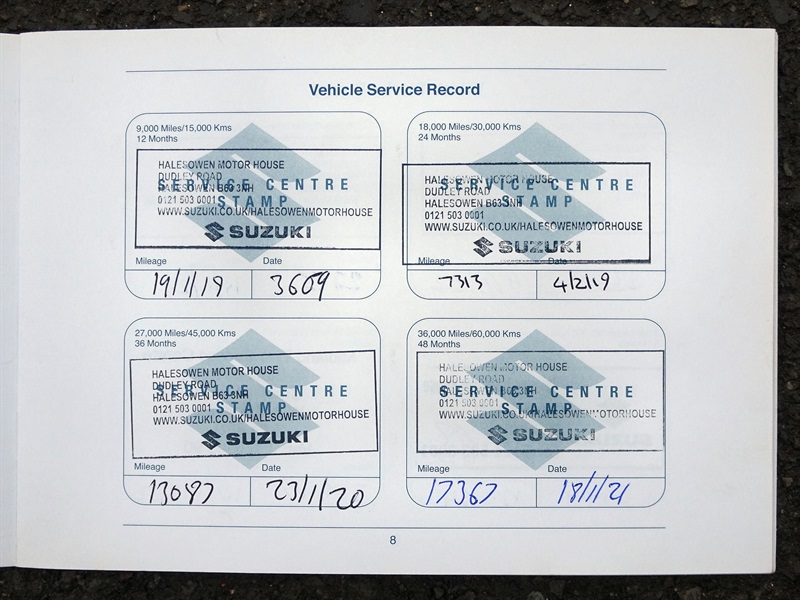 Vehicle Service Record
9,000 Miles/15,000 Kms
12 Months
HALESOWEN MOTOR HOUSE
DUDLEY ROAD
HALESOWEN B63 3NH
0121 503 0001
WWW.SUZUKI.CO.UK/HALESOWENMOTORHOUSE
SUZUKI
SERVICE CENTRE
STAMP
Mileage Date
19/1/19 3609
18,000 Miles/30,000 Kms
24 Months
HALESOWEN MOTOR HOUSE
DUDLEY ROAD
HALESOWEN B63 3NH
0121 503 0001
WWW.SUZUKI.CO.UK/HALESOWENMOTORHOUSE
SUZUKI
SERVICE CENTRE
STAMP
Mileage Date
7313 4/2/19
27,000 Miles/45,000 Kms
36 Months
HALESOWEN MOTOR HOUSE
DUDLEY ROAD
HALESOWEN B63 3NH
0121 503 0001
WWW.SUZUKI.CO.UK/HALESOWENMOTORHOUSE
SUZUKI
SERVICE CENTRE
STAMP
Mileage Date
13087 23/1/20
36,000 Miles/60,000 Kms
48 Months
HALESOWEN MOTOR HOUSE
DUDLEY ROAD
HALESOWEN B63 3NH
0121 503 0001
WWW.SUZUKI.CO.UK/HALESOWENMOTORHOUSE
SUZUKI
SERVICE CENTRE
STAMP
Mileage Date
17367 18/1/21
8